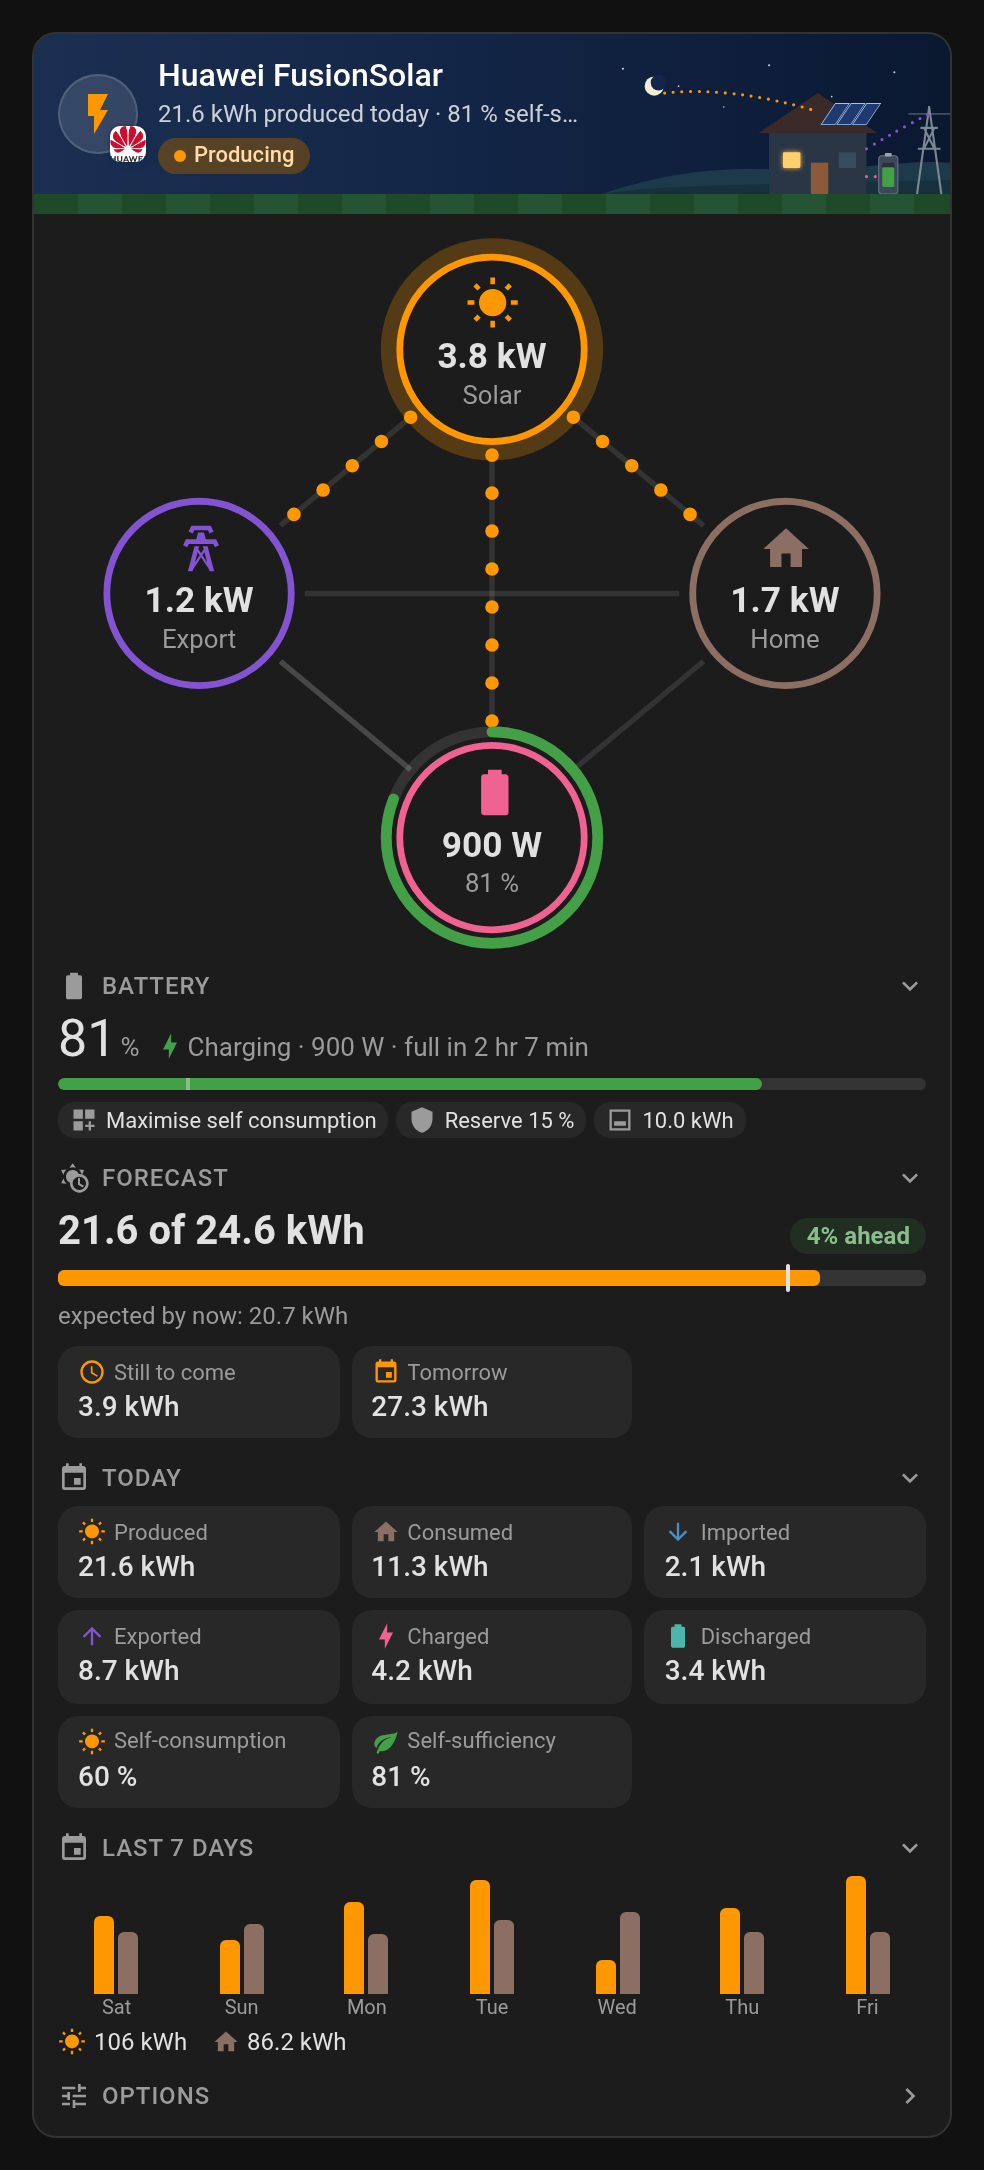 Huawei FusionSolar
21.6 kWh produced today · 81 % self-s…
Producing
HUAWEI
3.8 kW
Solar
1.2 kW
Export
1.7 kW
Home
900 W
81 %
BATTERY
81 % Charging · 900 W · full in 2 hr 7 min
Maximise self consumption Reserve 15 % 10.0 kWh
FORECAST
21.6 of 24.6 kWh 4% ahead
expected by now: 20.7 kWh
Still to come Tomorrow
3.9 kWh 27.3 kWh
TODAY
Produced Consumed Imported
21.6 kWh 11.3 kWh 2.1 kWh
Exported Charged Discharged
8.7 kWh 4.2 kWh 3.4 kWh
Self-consumption Self-sufficiency
60 % 81 %
LAST 7 DAYS
Sat Sun Mon Tue Wed Thu Fri
106 kWh 86.2 kWh
OPTIONS